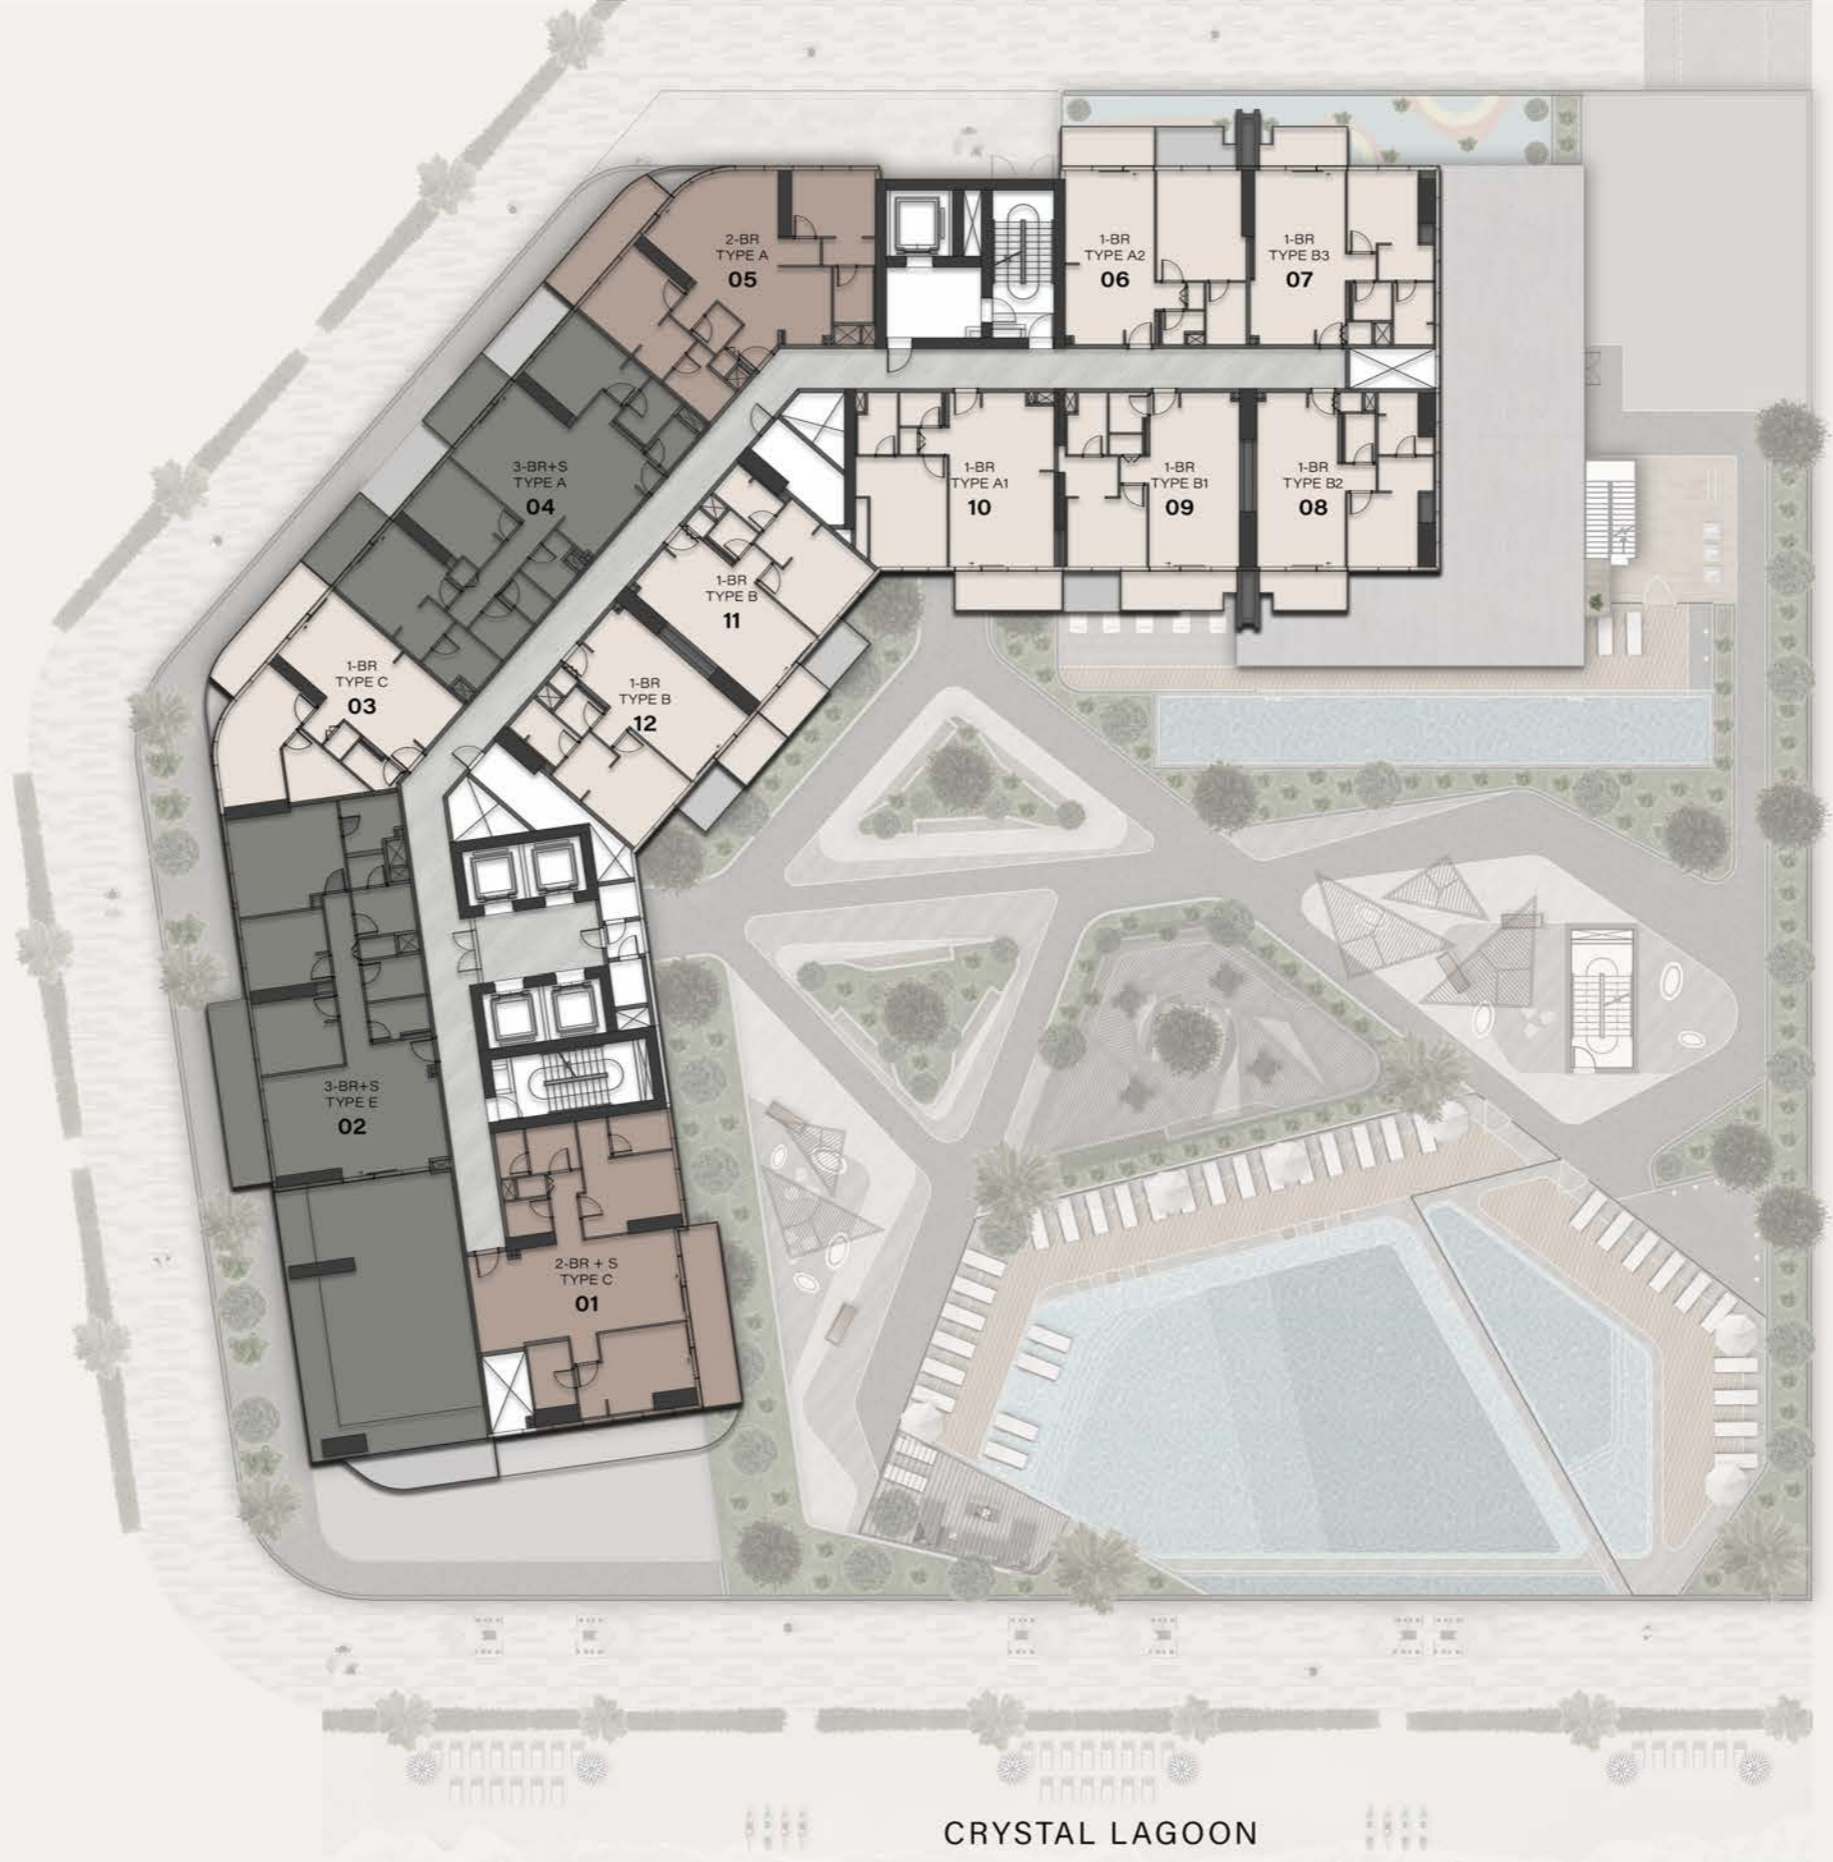 2-BR
TYPE A
05
1-BR
TYPE A2
06
1-BR
TYPE B3
07
3-BR+S
TYPE A
04
1-BR
TYPE A1
10
1-BR
TYPE B1
09
1-BR
TYPE B2
08
1-BR
TYPE B
11
1-BR
TYPE C
03
1-BR
TYPE B
12
3-BR+S
TYPE E
02
2-BR + S
TYPE C
01
CRYSTAL LAGOON